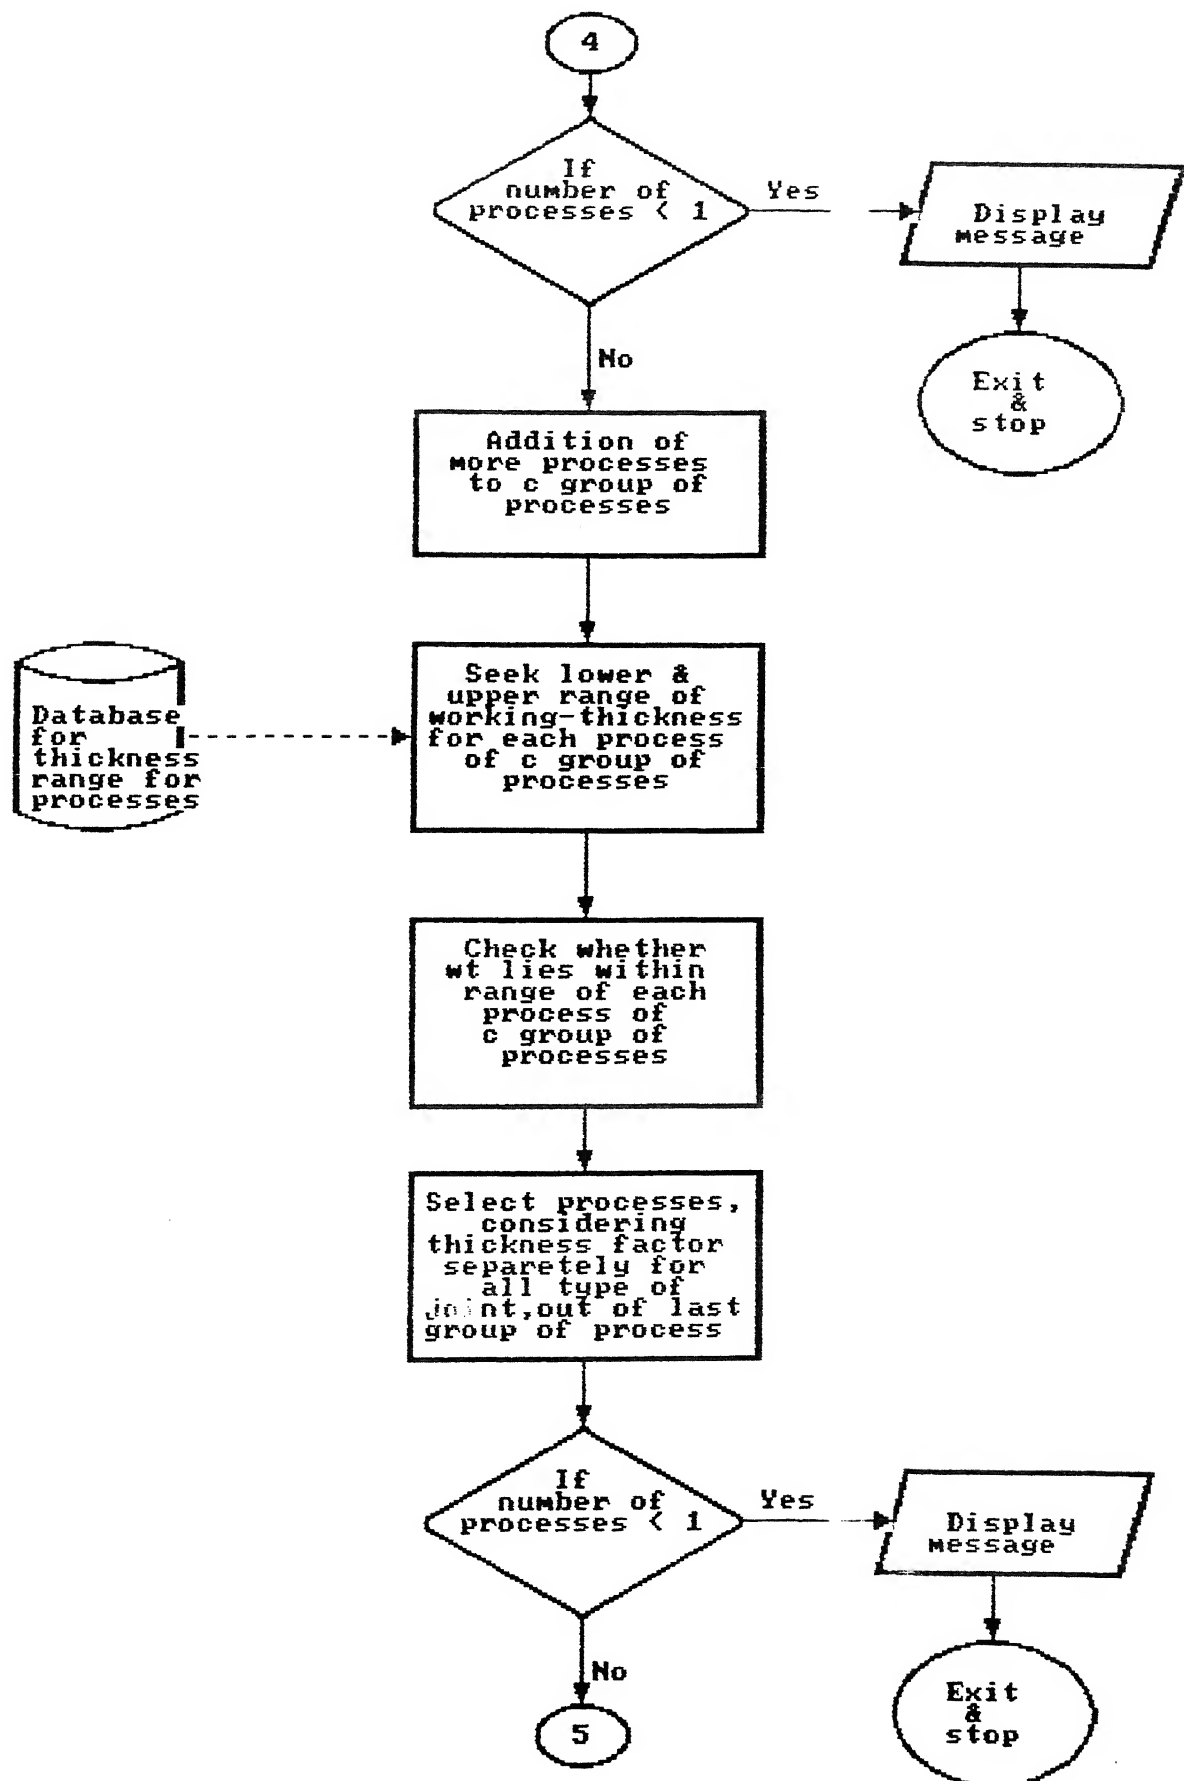 4
If
number of
processes < 1
Yes
Display
message
No
Exit
&
stop
Addition of
more processes
to c group of
processes
Database
for
thickness
range for
processes
Seek lower &
upper range of
working-thickness
for each process
of c group of
processes
Check whether
wt lies within
range of each
process of
c group of
processes
Select processes,
considering
thickness factor
separetely for
all type of
joint,out of last
group of process
If
number of
processes < 1
Yes
Display
message
No
Exit
&
stop
5